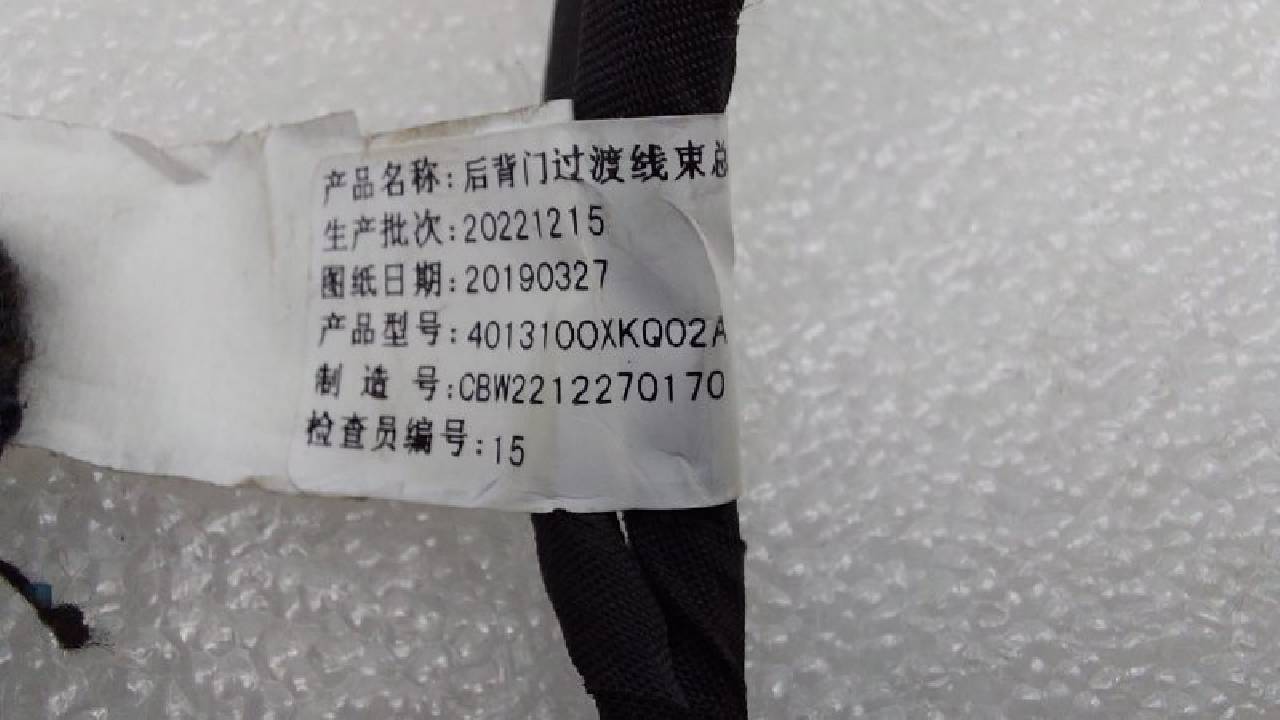 产品名称:后背门过渡线束总
生产批次:20221215
图纸日期:20190327
产品型号:4013100XKQ02A
制 造 号:CBW2212270170
检查员编号:15